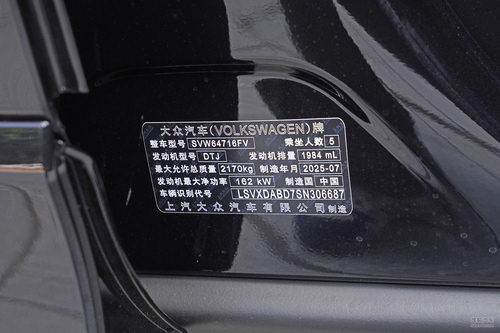 大众汽车(VOLKSWAGEN)牌
整车型号 SVW64716FV 乘坐人数 5
发动机型号 DTJ 发动机排量 1984 mL
最大允许总质量 2170kg 制造年月 2025-07
发动机最大净功率 162 kW 制造国 中国
车辆识别代号 LSVXDABD7SN306687
上汽大众汽车有限公司制造